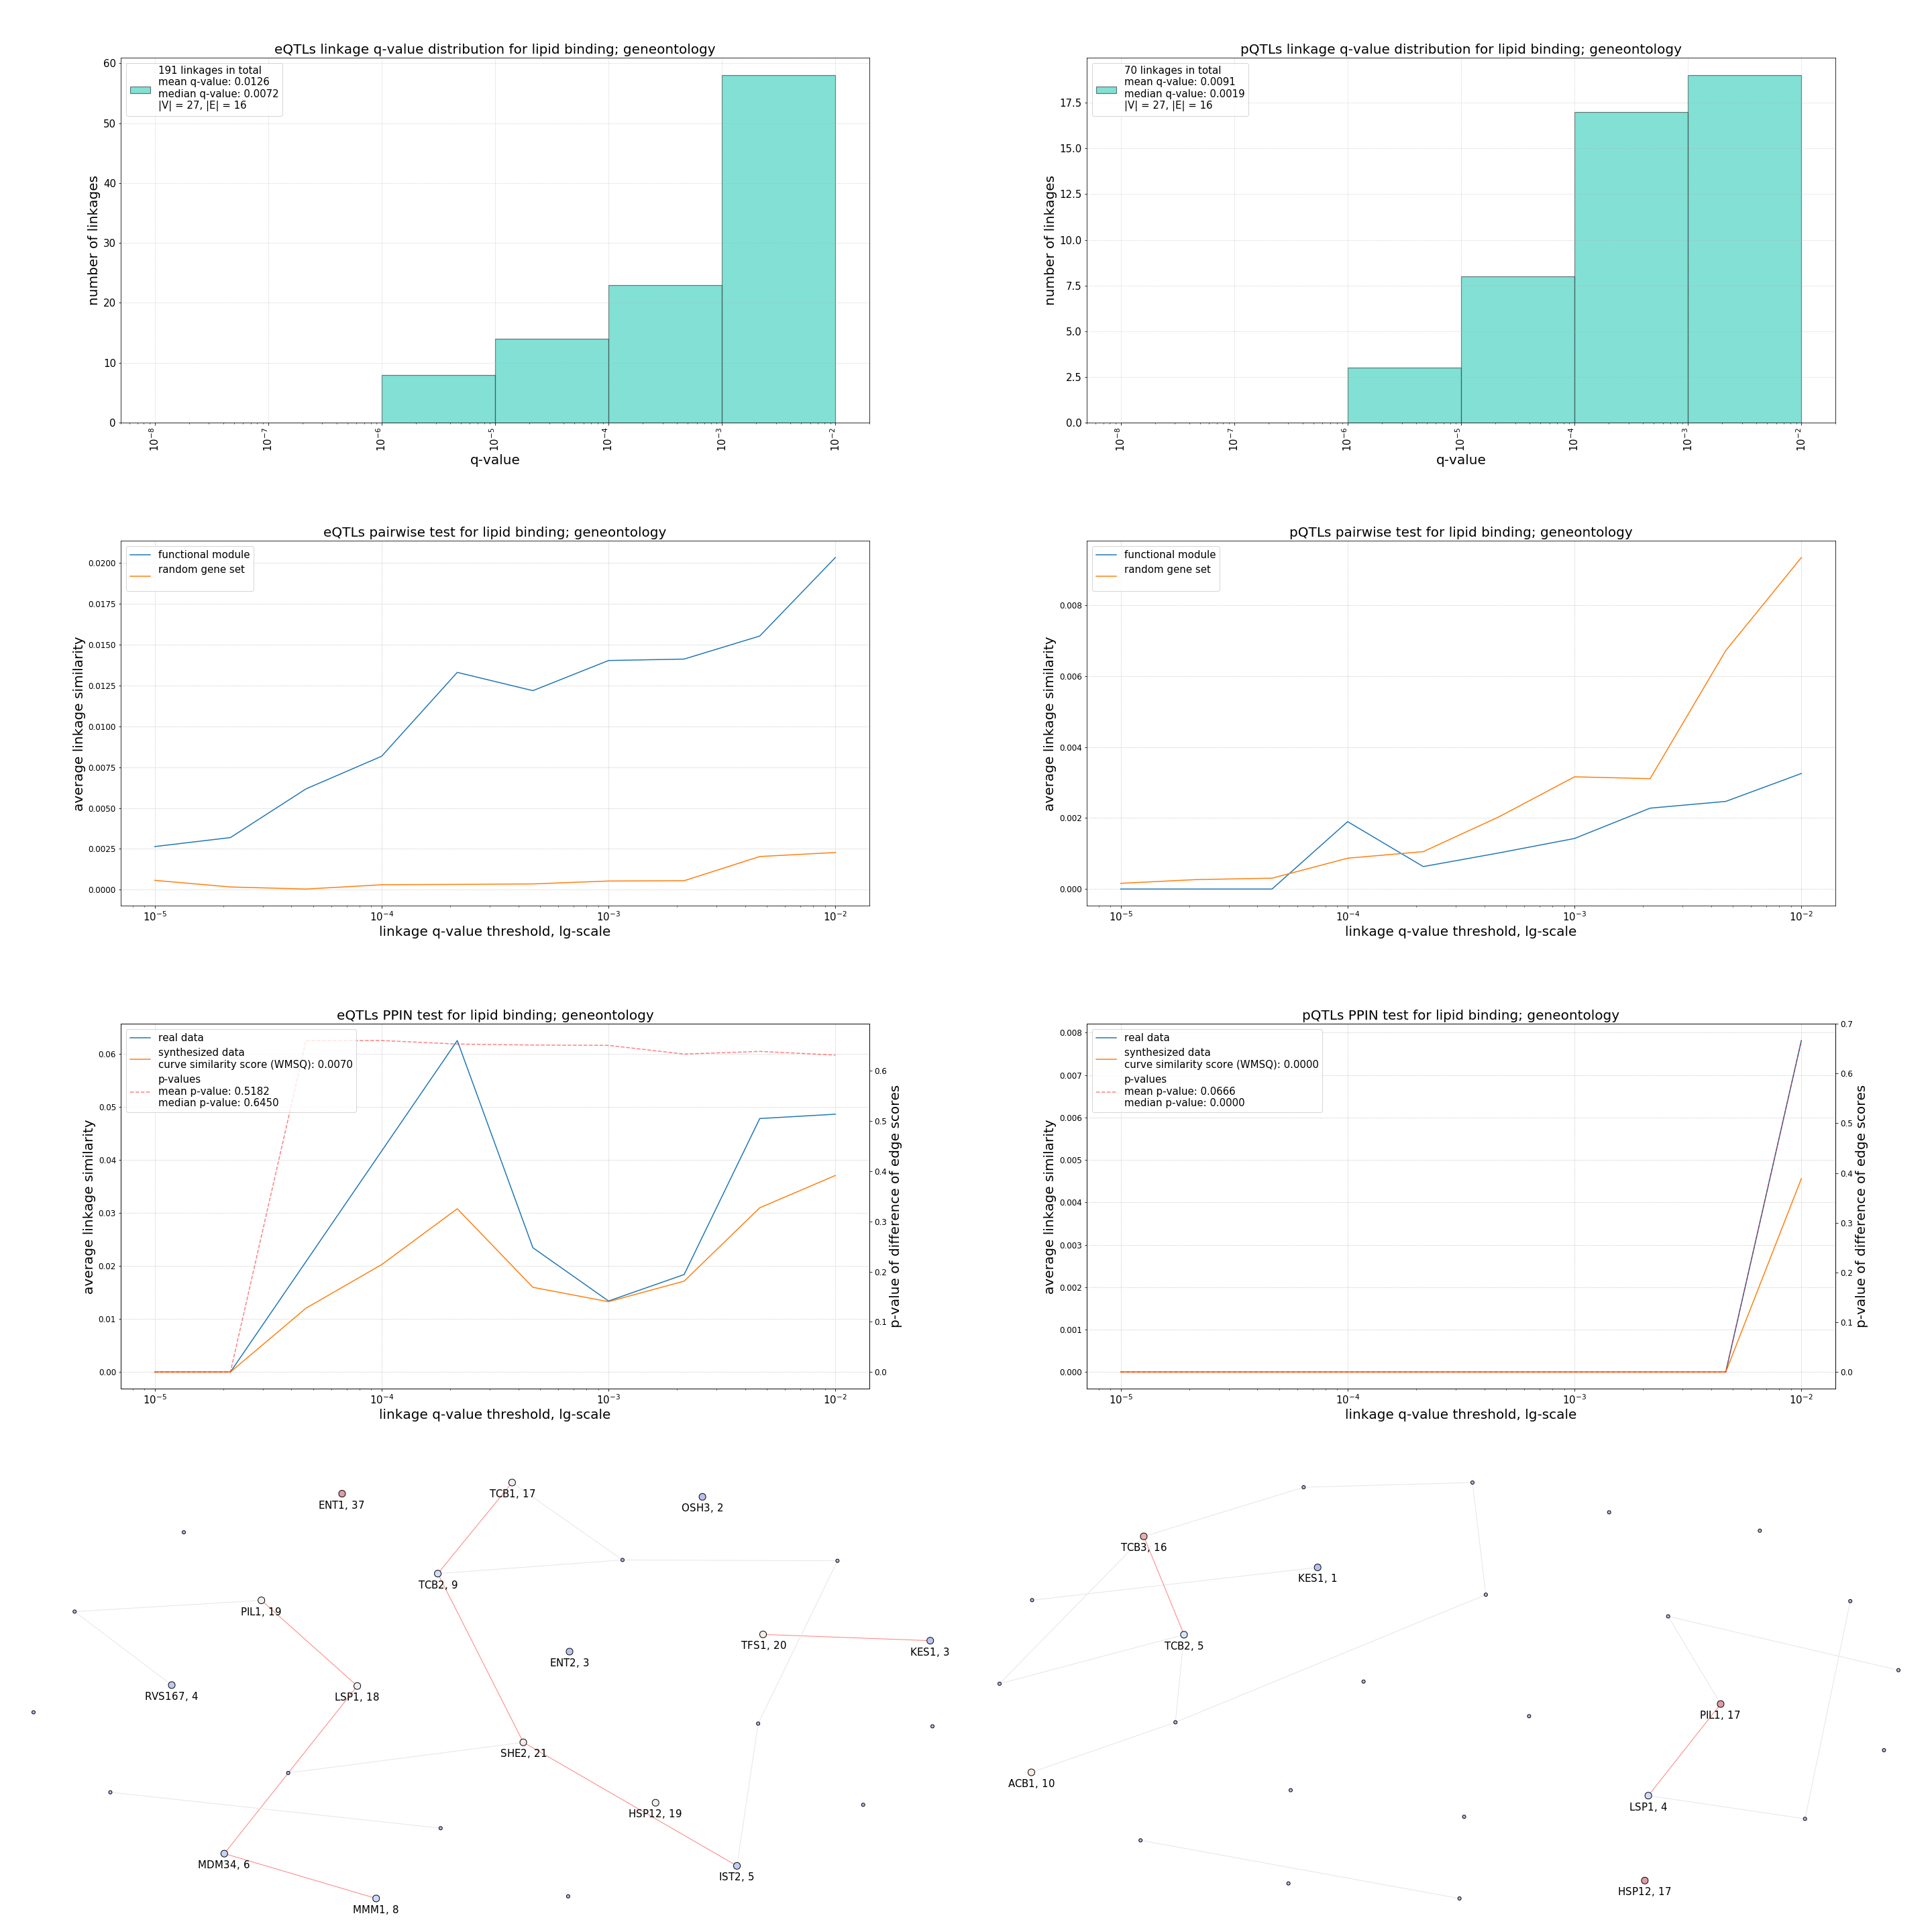 eQTLs linkage q-value distribution for lipid binding; geneontology
191 linkages in total
mean q-value: 0.0126
median q-value: 0.0072
|V| = 27, |E| = 16
number of linkages
60
50
40
30
20
10
0
10⁻⁸
10⁻⁷
10⁻⁶
10⁻⁵
10⁻⁴
10⁻³
10⁻²
q-value
pQTLs linkage q-value distribution for lipid binding; geneontology
70 linkages in total
mean q-value: 0.0091
median q-value: 0.0019
|V| = 27, |E| = 16
number of linkages
17.5
15.0
12.5
10.0
7.5
5.0
2.5
0.0
10⁻⁸
10⁻⁷
10⁻⁶
10⁻⁵
10⁻⁴
10⁻³
10⁻²
q-value
eQTLs pairwise test for lipid binding; geneontology
functional module
random gene set
average linkage similarity
0.0200
0.0175
0.0150
0.0125
0.0100
0.0075
0.0050
0.0025
0.0000
10⁻⁵
10⁻⁴
10⁻³
10⁻²
linkage q-value threshold, lg-scale
pQTLs pairwise test for lipid binding; geneontology
functional module
random gene set
average linkage similarity
0.008
0.006
0.004
0.002
0.000
10⁻⁵
10⁻⁴
10⁻³
10⁻²
linkage q-value threshold, lg-scale
eQTLs PPIN test for lipid binding; geneontology
real data
synthesized data
curve similarity score (WMSQ): 0.0070
p-values
mean p-value: 0.5182
median p-value: 0.6450
average linkage similarity
0.06
0.05
0.04
0.03
0.02
0.01
0.00
0.6
0.5
0.4
0.3
0.2
0.1
0.0
p-value of difference of edge scores
10⁻⁵
10⁻⁴
10⁻³
10⁻²
linkage q-value threshold, lg-scale
pQTLs PPIN test for lipid binding; geneontology
real data
synthesized data
curve similarity score (WMSQ): 0.0000
p-values
mean p-value: 0.0666
median p-value: 0.0000
average linkage similarity
0.008
0.007
0.006
0.005
0.004
0.003
0.002
0.001
0.000
0.7
0.6
0.5
0.4
0.3
0.2
0.1
0.0
p-value of difference of edge scores
10⁻⁵
10⁻⁴
10⁻³
10⁻²
linkage q-value threshold, lg-scale
TCB1, 17
ENT1, 37
OSH3, 2
TCB2, 9
PIL1, 19
TFS1, 20
KES1, 3
ENT2, 3
RVS167, 4
LSP1, 18
SHE2, 21
HSP12, 19
MDM34, 6
IST2, 5
MMM1, 8
TCB3, 16
KES1, 1
TCB2, 5
PIL1, 17
ACB1, 10
LSP1, 4
HSP12, 17